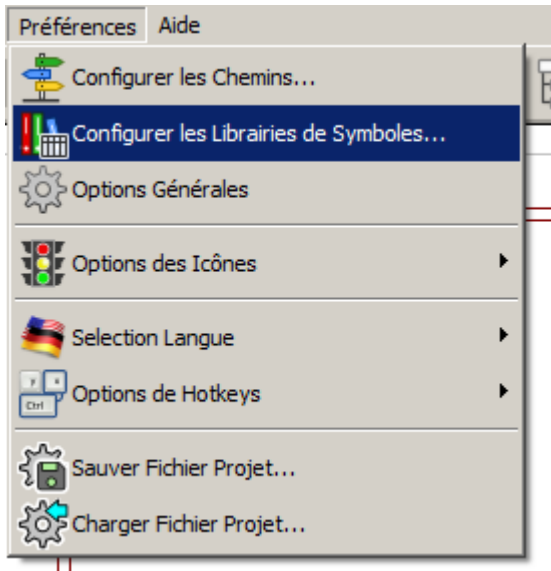 Préférences Aide
Configurer les Chemins...
Configurer les Librairies de Symboles...
Options Générales
Options des Icônes
Selection Langue
Options de Hotkeys
Ctrl
Sauver Fichier Projet...
Charger Fichier Projet...